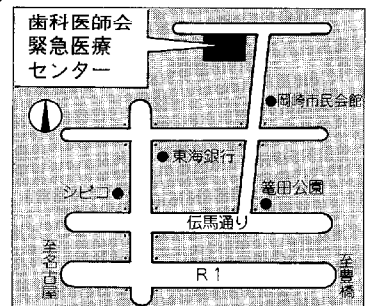 歯科医師会
緊急医療
センター
●岡崎市民会館
●東海銀行
シビコ●
篭田公園
伝馬通り
至名古屋
R1
至豊橋